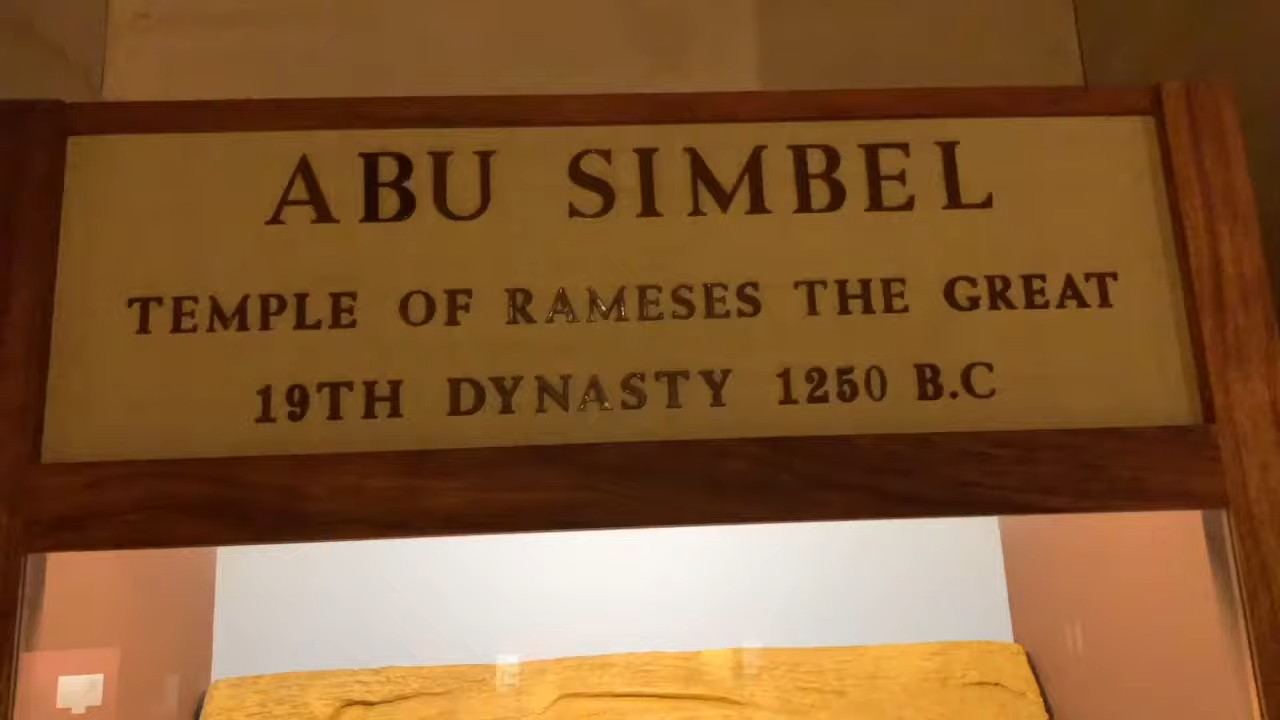 ABU SIMBEL
TEMPLE OF RAMESES THE GREAT
19TH DYNASTY 1250 B.C